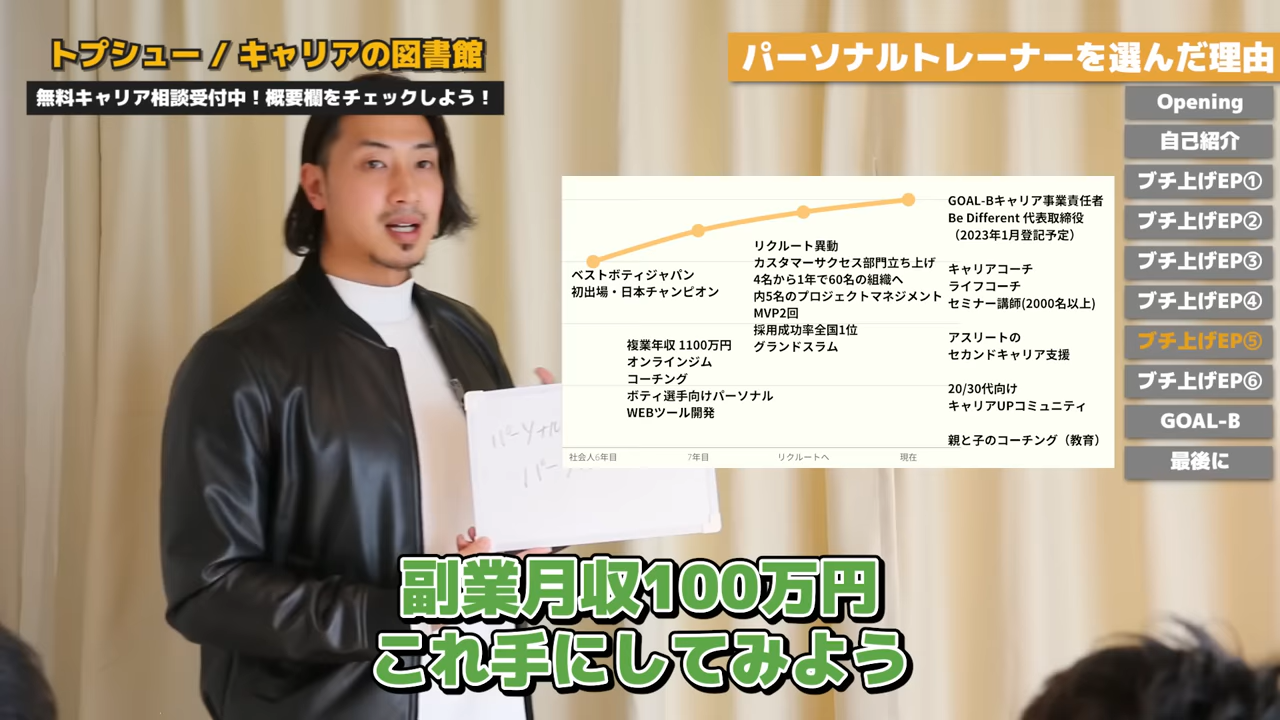 トプシュー / キャリアの図書館
無料キャリア相談受付中！概要欄をチェックしよう！
パーソナルトレーナーを選んだ理由
Opening
自己紹介
ブチ上げEP①
ブチ上げEP②
ブチ上げEP③
ブチ上げEP④
ブチ上げEP⑤
ブチ上げEP⑥
GOAL-B
最後に
ベストボティジャパン
初出場・日本チャンピオン
複業年収 1100万円
オンラインジム
コーチング
ボティ選手向けパーソナル
WEBツール開発
リクルート異動
カスタマーサクセス部門立ち上げ
4名から1年で60名の組織へ
内5名のプロジェクトマネジメント
MVP2回
採用成功率全国1位
グランドスラム
GOAL-Bキャリア事業責任者
Be Different 代表取締役
（2023年1月登記予定）
キャリアコーチ
ライフコーチ
セミナー講師(2000名以上)
アスリートの
セカンドキャリア支援
20/30代向け
キャリアUPコミュニティ
親と子のコーチング（教育）
社会人6年目
7年目
リクルートへ
現在
パーソナル
パー
副業月収100万円
これ手にしてみよう